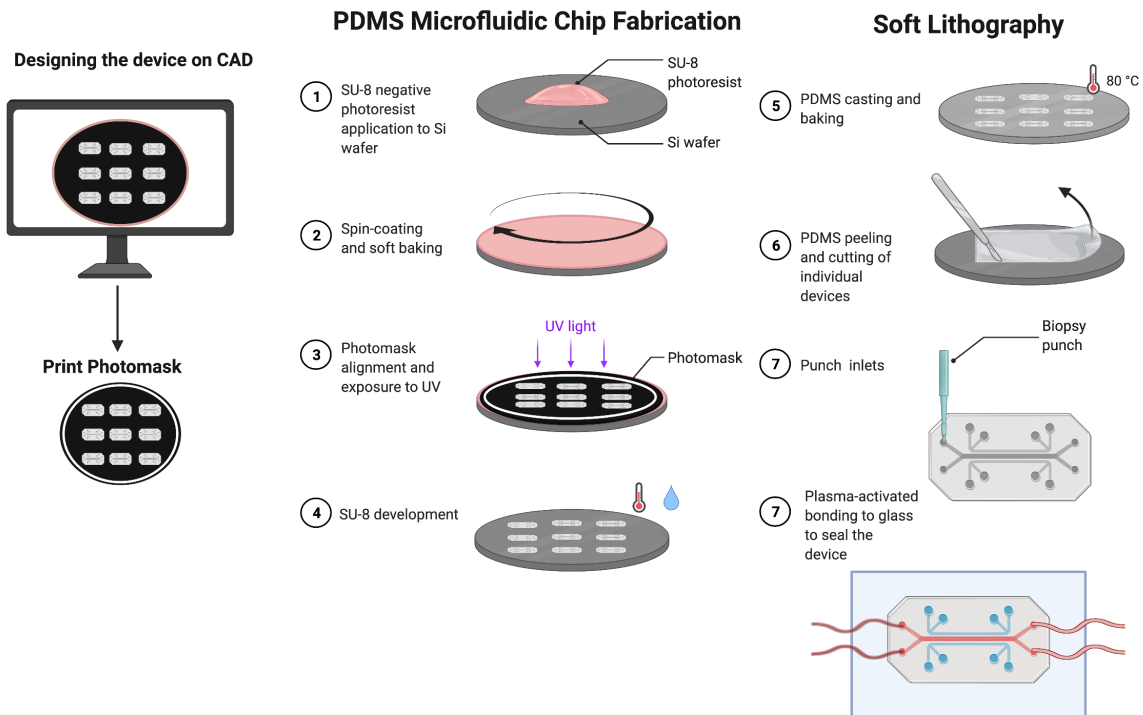 PDMS Microfluidic Chip Fabrication
Soft Lithography
Designing the device on CAD
Print Photomask
1
SU-8 negative
photoresist
application to Si
wafer
SU-8
photoresist
Si wafer
2
Spin-coating
and soft baking
3
Photomask
alignment and
exposure to UV
UV light
Photomask
4
SU-8 development
5
PDMS casting and
baking
80 °C
6
PDMS peeling
and cutting of
individual
devices
7
Punch inlets
Biopsy
punch
7
Plasma-activated
bonding to glass
to seal the
device